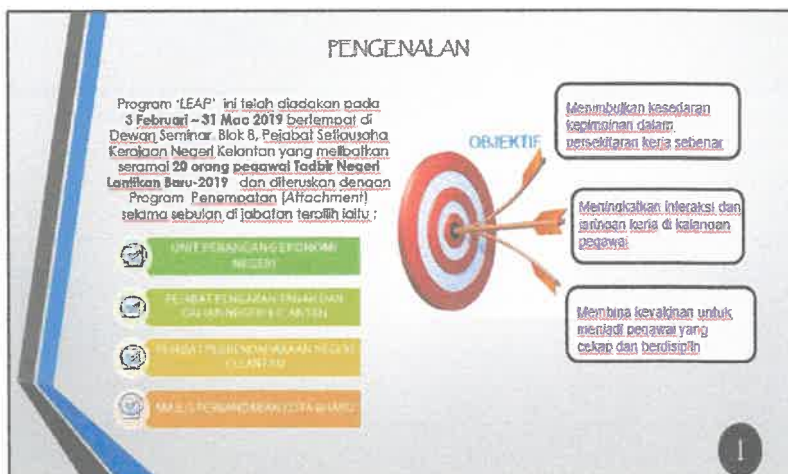 PENGENALAN
Program 'LEAP' ini telah diadakan pada
3 Februari – 31 Mac 2019 bertempat di
Dewan Seminar Blok 8, Pejabat Setiausaha
Kerajaan Negeri Kelantan yang melibatkan
seramai 20 orang pegawai Tadbir Negeri
Lantikan Baru-2019 dan diteruskan dengan
Program Penempatan (Attachment)
selama sebulan di jabatan terpilih iaitu :
UNIT PERANCANG EKONOMI
NEGERI
PEJABAT PENGARAH TANAH DAN
GALIAN NEGERI KELANTAN
PEJABAT PERBENDAHARAAN NEGERI
KELANTAN
MAJLIS PERBANDARAN KOTA BHARU
OBJEKTIF
Menimbulkan kesedaran
kepimpinan dalam
persekitaran kerja sebenar
Meningkatkan interaksi dan
jaringan kerja di kalangan
pegawai
Membina keyakinan untuk
menjadi pegawai yang
cekap dan berdisiplin
1